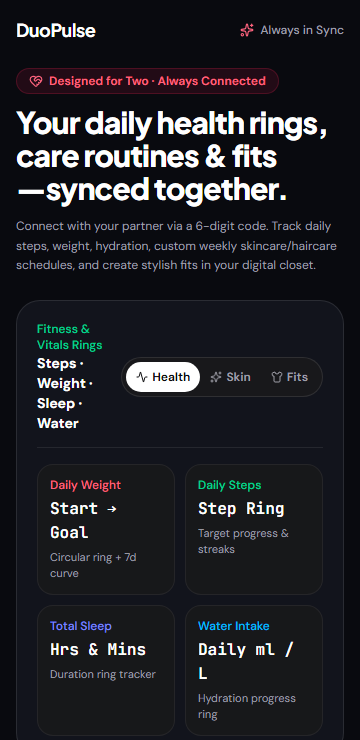 DuoPulse
Always in Sync
Designed for Two · Always Connected
Your daily health rings,
care routines & fits
—synced together.
Connect with your partner via a 6-digit code. Track daily
steps, weight, hydration, custom weekly skincare/haircare
schedules, and create stylish fits in your digital closet.
Fitness &
Vitals Rings
Steps ·
Weight ·
Sleep ·
Water
Health
Skin
Fits
Daily Weight
Start →
Goal
Circular ring + 7d
curve
Daily Steps
Step Ring
Target progress &
streaks
Total Sleep
Hrs & Mins
Duration ring tracker
Water Intake
Daily ml /
L
Hydration progress
ring